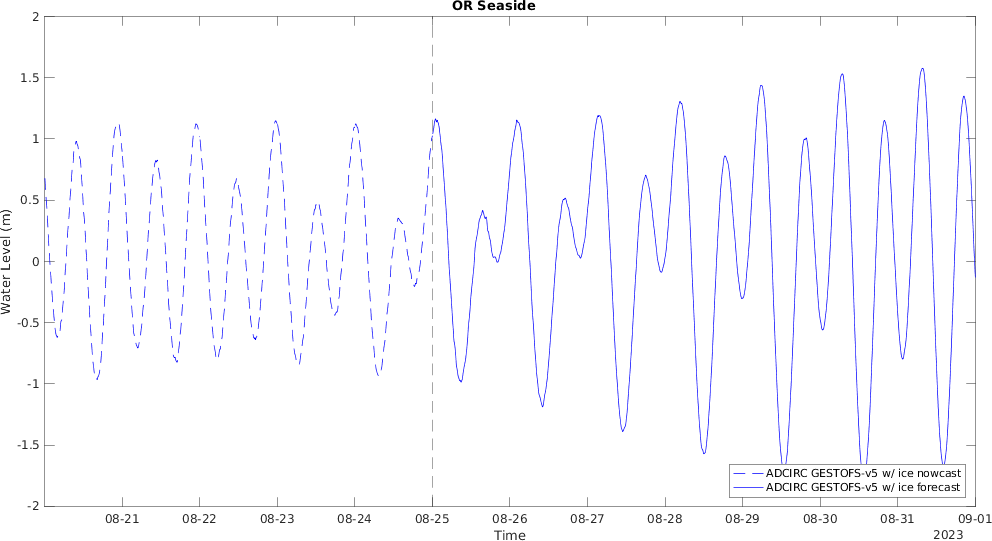 OR Seaside
2
1.5
1
0.5
0
-0.5
-1
-1.5
-2
Water Level (m)
ADCIRC GESTOFS-v5 w/ ice nowcast
ADCIRC GESTOFS-v5 w/ ice forecast
08-21 08-22 08-23 08-24 08-25 08-26 08-27 08-28 08-29 08-30 08-31 09-01
Time
2023